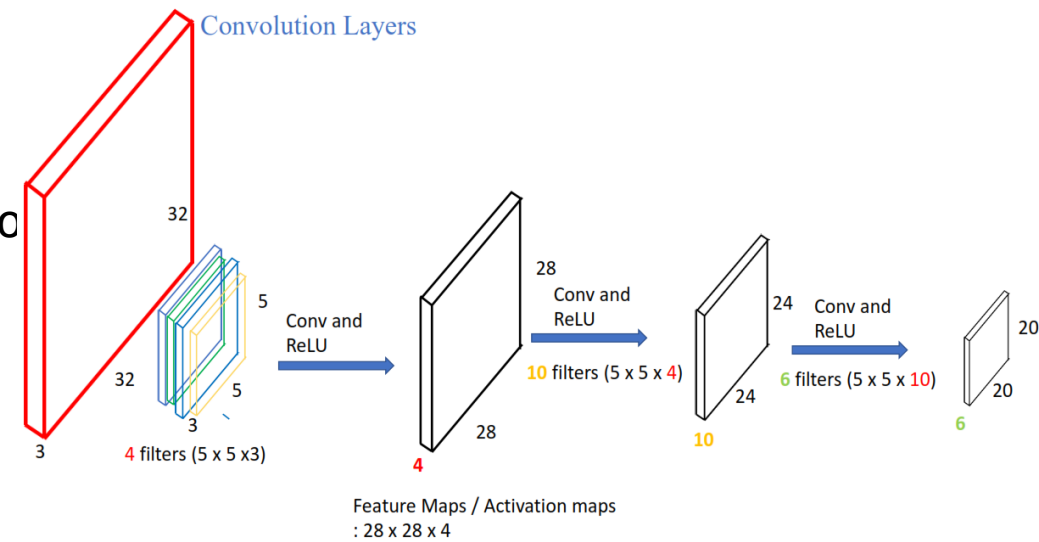 Convolution Layers
o
32
32
3
5
5
3
4 filters (5 x 5 x3)
Conv and
ReLU
28
28
4
Feature Maps / Activation maps
: 28 x 28 x 4
Conv and
ReLU
10 filters (5 x 5 x 4)
24
24
10
Conv and
ReLU
6 filters (5 x 5 x 10)
20
20
6